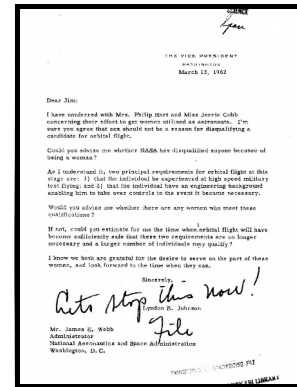 SCIENCE
Space
THE VICE PRESIDENT
WASHINGTON
March 15, 1962
Dear Jim:
I have conferred with Mrs. Philip Hart and Miss Jerrie Cobb
concerning their effort to get women utilized as astronauts. I'm
sure you agree that sex should not be a reason for disqualifying a
candidate for orbital flight.
Could you advise me whether NASA has disqualified anyone because of
being a woman?
As I understand it, two principal requirements for orbital flight at this
stage are: 1) that the individual be experienced at high speed military
test flying; and 2) that the individual have an engineering background
enabling him to take over controls in the event it became necessary.
Would you advise me whether there are any women who meet these
qualifications?
If not, could you estimate for me the time when orbital flight will have
become sufficiently safe that these two requirements are no longer
necessary and a larger number of individuals may qualify?
I know we both are grateful for the desire to serve on the part of these
women, and look forward to the time when they can.
Sincerely,
Lets Stop this now!
Lyndon B. Johnson
File
Mr. James E. Webb
Administrator
National Aeronautics and Space Administration
Washington, D. C.
LIBRARY